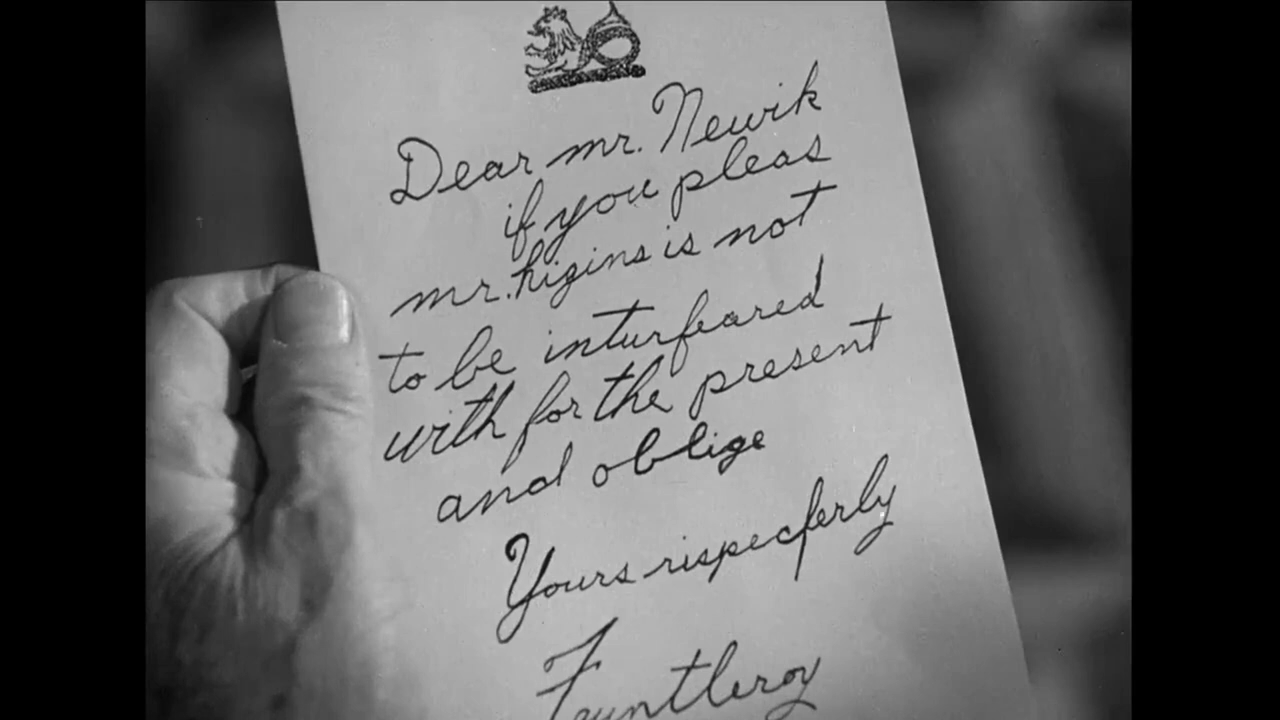 Dear mr. Newik
if you pleas
mr. higins is not
to be inturfeared
with for the present
and oblige
Yours rispecferly
Fauntleroy